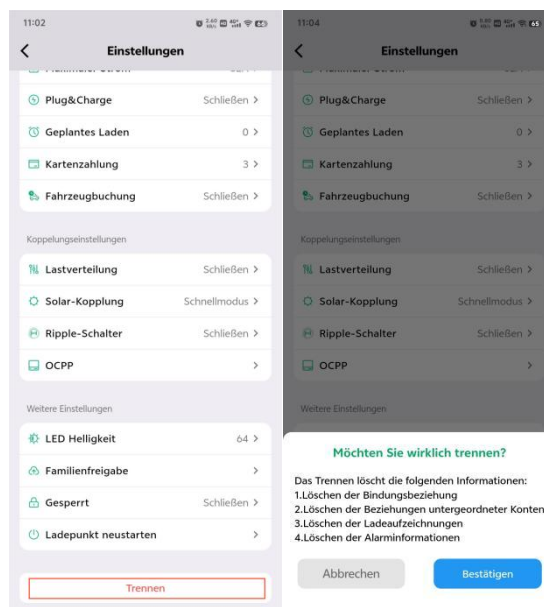 11:02
Einstellungen
Plug&Charge
Schließen >
Geplantes Laden
0 >
Kartenzahlung
3 >
Fahrzeugbuchung
Schließen >
Koppelungseinstellungen
Lastverteilung
Schließen >
Solar-Kopplung
Schnellmodus >
Ripple-Schalter
Schließen >
OCPP
>
Weitere Einstellungen
LED Helligkeit
64 >
Familienfreigabe
>
Gesperrt
Schließen >
Ladepunkt neustarten
>
Trennen
11:04
65
Einstellungen
Plug&Charge
Schließen >
Geplantes Laden
0 >
Kartenzahlung
3 >
Fahrzeugbuchung
Schließen >
Koppelungseinstellungen
Lastverteilung
Schließen >
Solar-Kopplung
Schnellmodus >
Ripple-Schalter
Schließen >
OCPP
>
Weitere Einstellungen
Möchten Sie wirklich trennen?
Das Trennen löscht die folgenden Informationen:
1.Löschen der Bindungsbeziehung
2.Löschen der Beziehungen untergeordneter Konten
3.Löschen der Ladeaufzeichnungen
4.Löschen der Alarminformationen
Abbrechen
Bestätigen